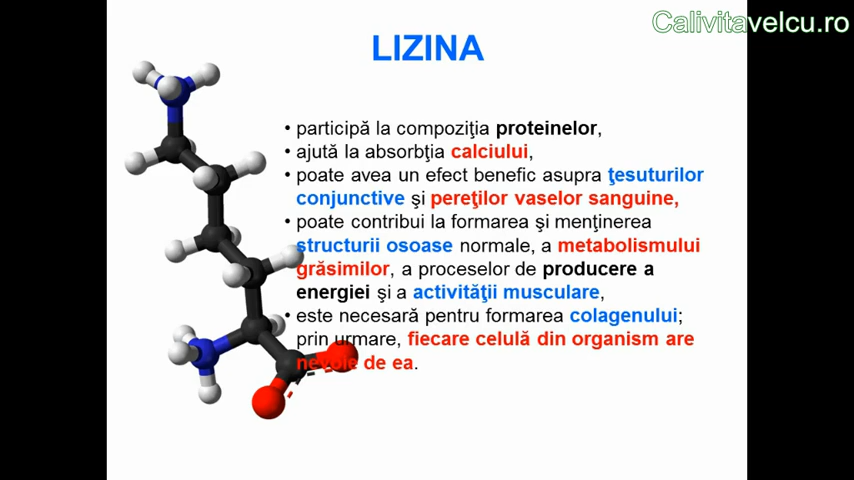 Calivitavelcu.ro
LIZINA
• participă la compoziţia proteinelor,
• ajută la absorbţia calciului,
• poate avea un efect benefic asupra ţesuturilor
conjunctive şi pereţilor vaselor sanguine,
• poate contribui la formarea şi menţinerea
structurii osoase normale, a metabolismului
grăsimilor, a proceselor de producere a
energiei şi a activităţii musculare,
• este necesară pentru formarea colagenului;
prin urmare, fiecare celulă din organism are
nevoie de ea.